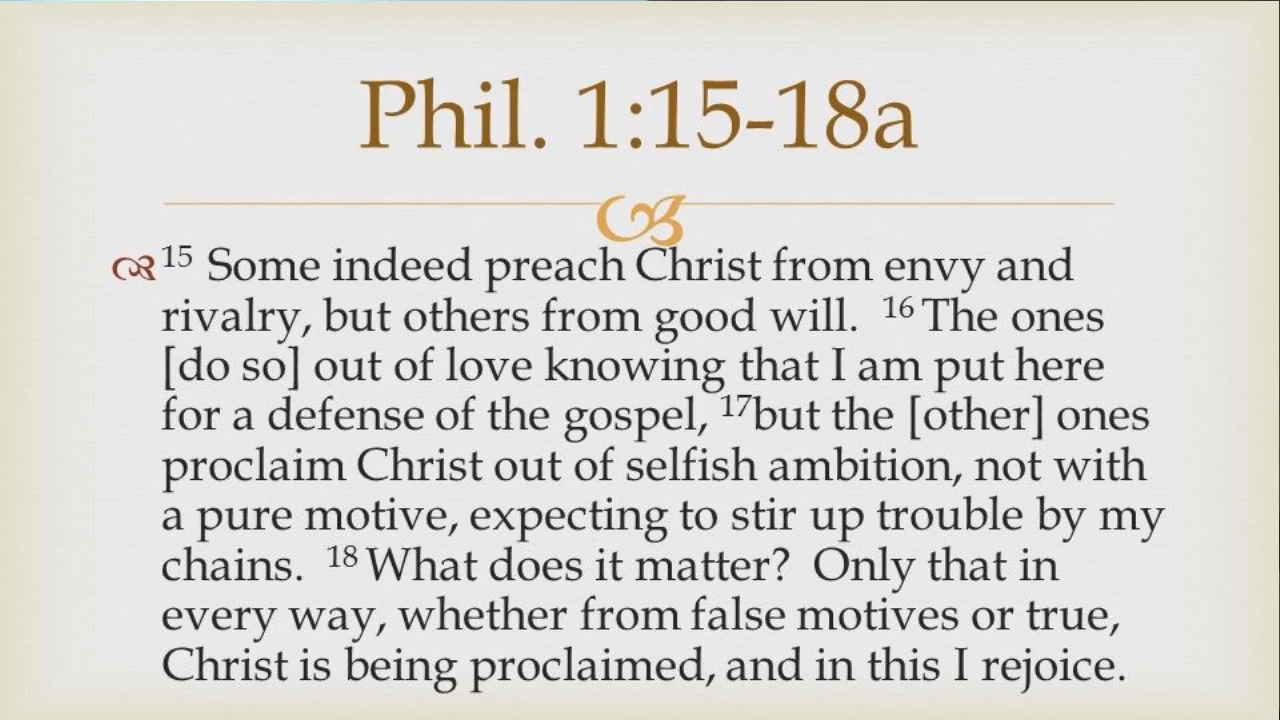 Phil. 1:15-18a
15 Some indeed preach Christ from envy and
rivalry, but others from good will. 16 The ones
[do so] out of love knowing that I am put here
for a defense of the gospel, 17but the [other] ones
proclaim Christ out of selfish ambition, not with
a pure motive, expecting to stir up trouble by my
chains. 18 What does it matter? Only that in
every way, whether from false motives or true,
Christ is being proclaimed, and in this I rejoice.